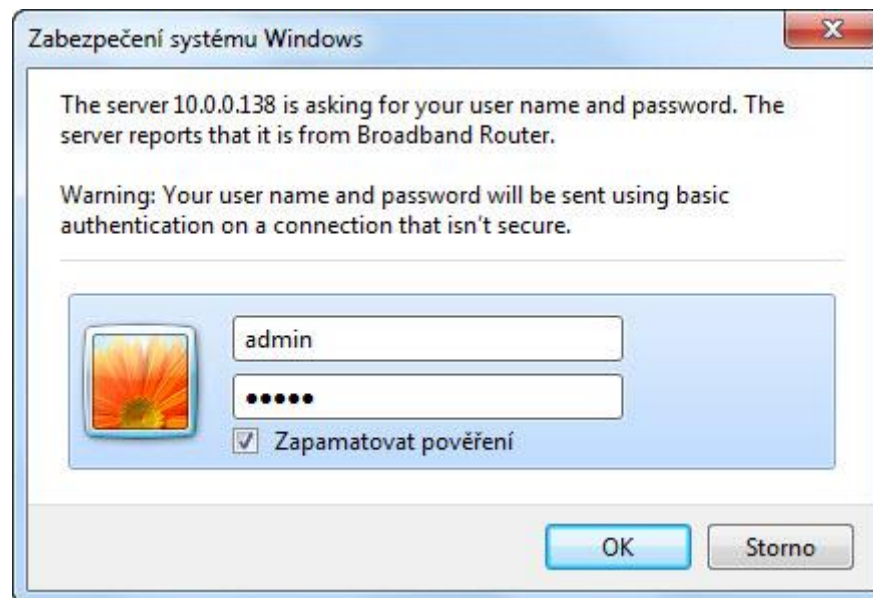 Zabezpečení systému Windows
The server 10.0.0.138 is asking for your user name and password. The
server reports that it is from Broadband Router.
Warning: Your user name and password will be sent using basic
authentication on a connection that isn't secure.
admin
●●●●●
Zapamatovat pověření
OK
Storno